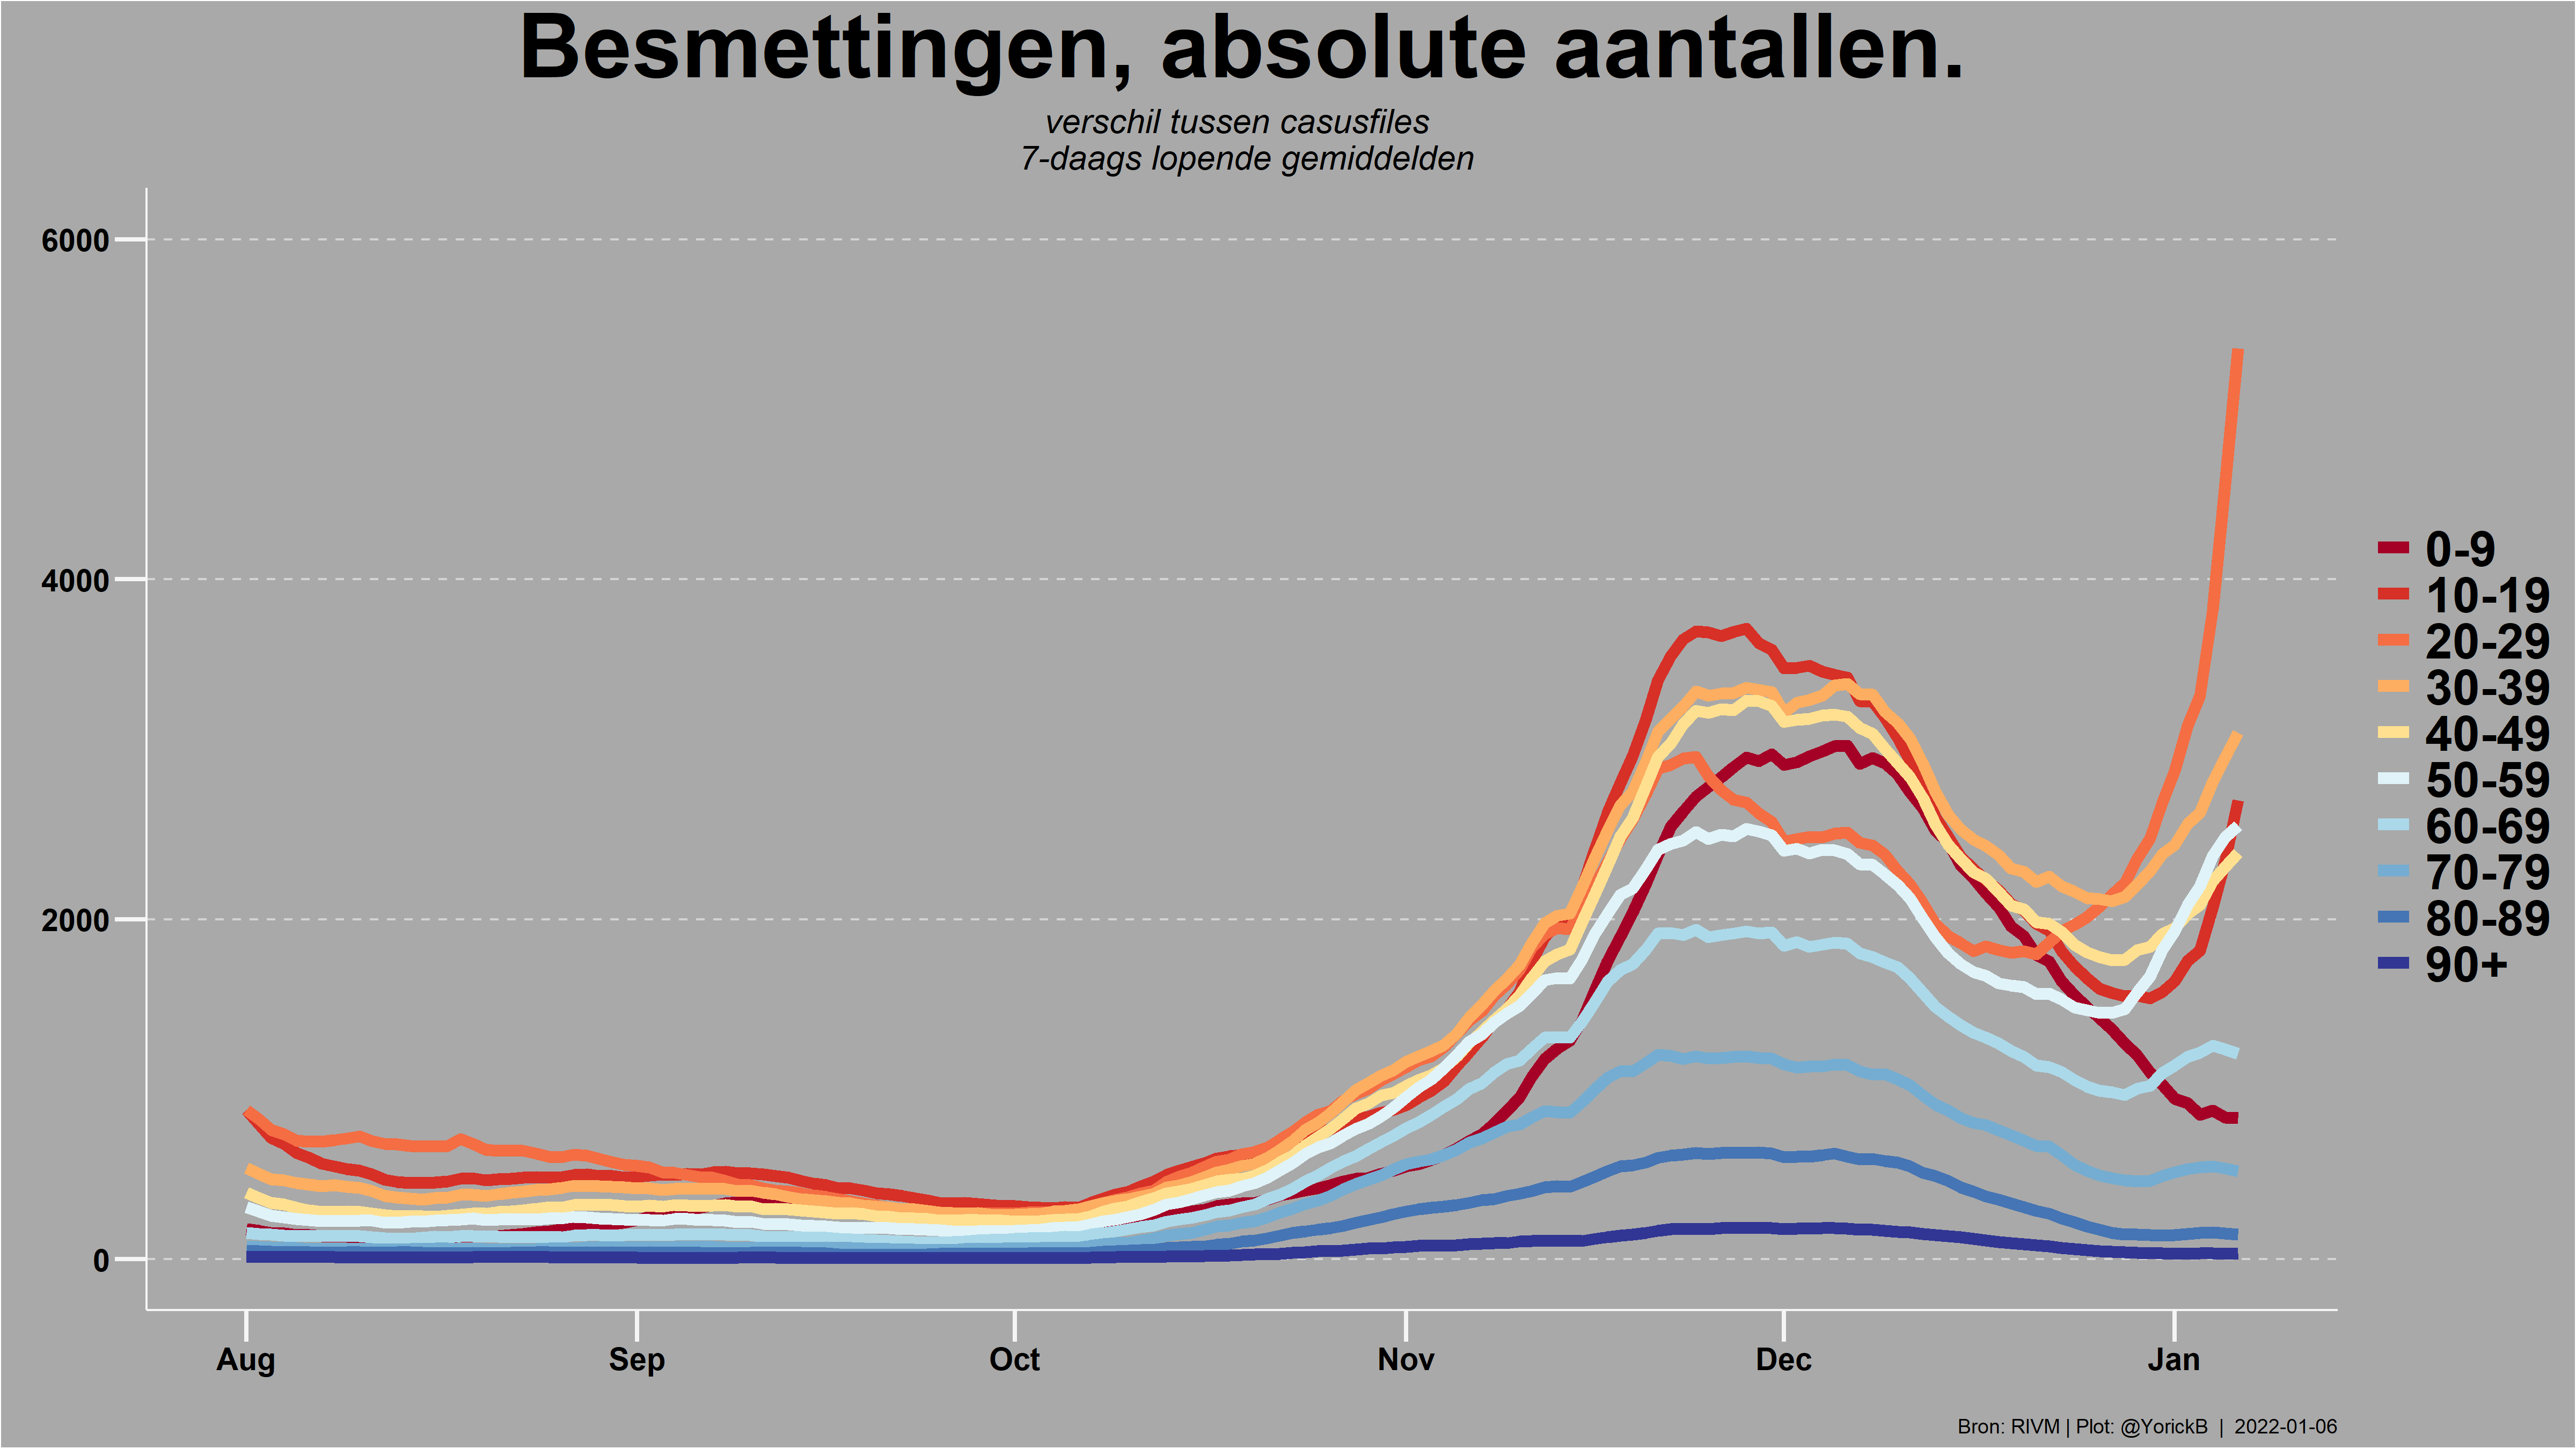 Besmettingen, absolute aantallen.
verschil tussen casusfiles
7-daags lopende gemiddelden
6000
4000
2000
0
Aug
Sep
Oct
Nov
Dec
Jan
0-9
10-19
20-29
30-39
40-49
50-59
60-69
70-79
80-89
90+
Bron: RIVM | Plot: @YorickB | 2022-01-06